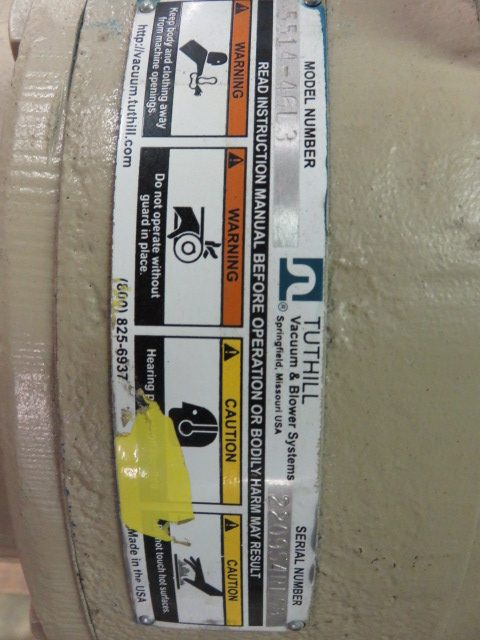 MODEL NUMBER
TUTHILL
Vacuum & Blower Systems
Springfield, Missouri USA
SERIAL NUMBER
READ INSTRUCTION MANUAL BEFORE OPERATION OR BODILY HARM MAY RESULT
WARNING
Keep body and clothing away
from machine openings.
WARNING
Do not operate without
guard in place.
CAUTION
Hearing
CAUTION
not touch hot surfaces.
http://vacuum.tuthill.com
(800) 825-6937
Made in the USA